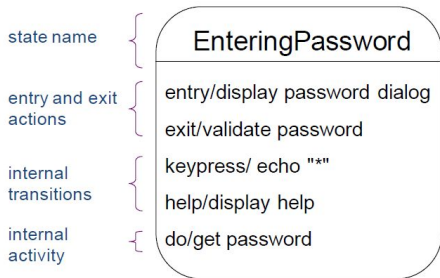 state name
EnteringPassword
entry and exit
actions
entry/display password dialog
exit/validate password
internal
transitions
keypress/ echo "*"
help/display help
internal
activity
do/get password